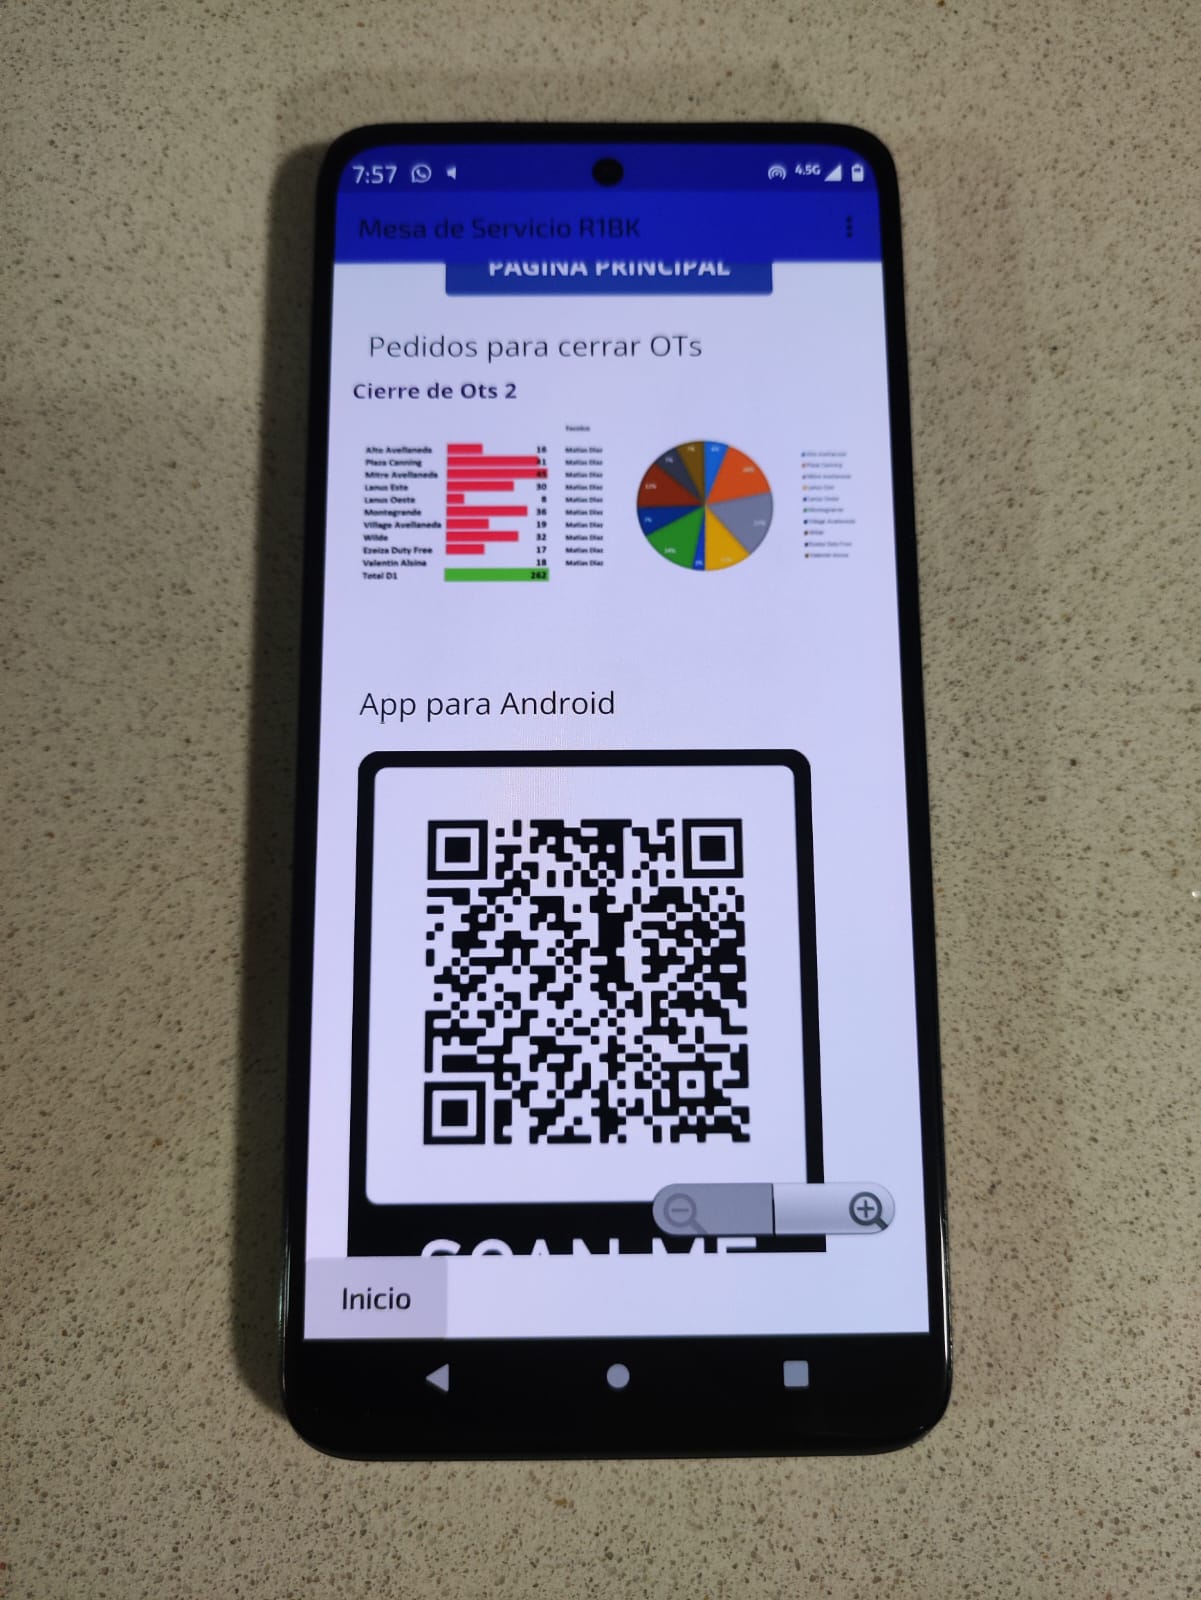 7:57 4.5G
Mesa de Servicio R1BK
PAGINA PRINCIPAL
Pedidos para cerrar OTs
Cierre de Ots 2
Tecnico
Alto Avellaneda 16 Matias Diaz
Plaza Canning 41 Matias Diaz
Mitre Avellaneda 45 Matias Diaz
Lanus Este 30 Matias Diaz
Lanus Oeste 8 Matias Diaz
Montegrande 36 Matias Diaz
Village Avellaneda 19 Matias Diaz
Wilde 32 Matias Diaz
Ezeiza Duty Free 17 Matias Diaz
Valentin Alsina 18 Matias Diaz
Total D1 262
App para Android
SCAN ME
Inicio